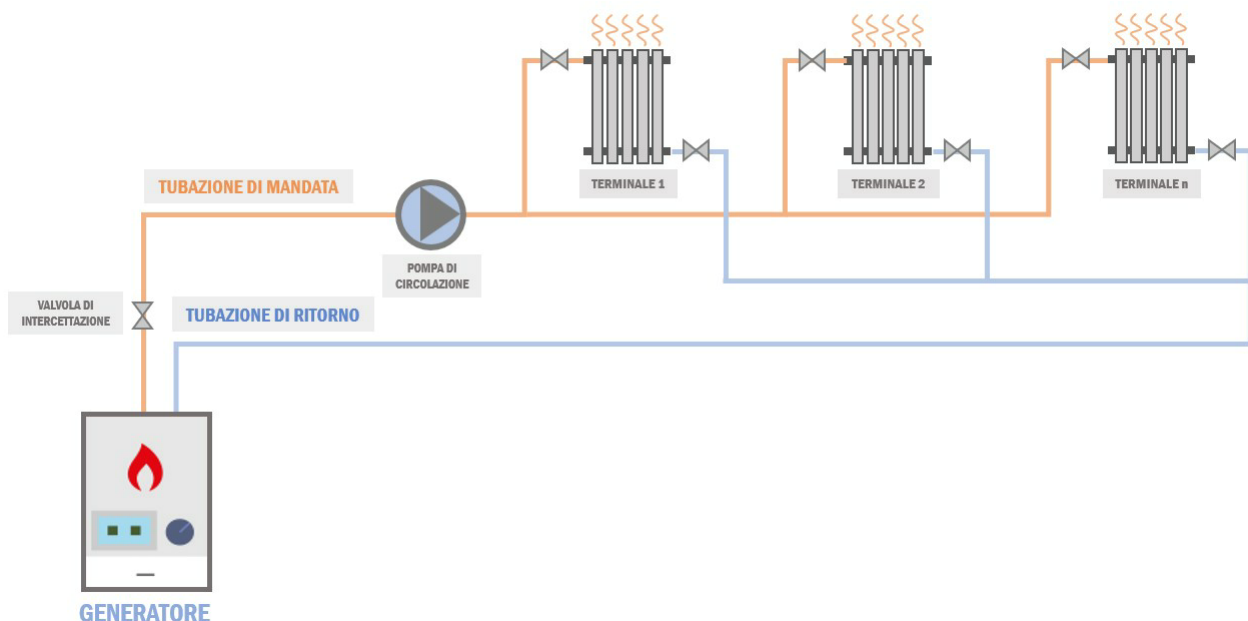 TERMINALE 1
TERMINALE 2
TERMINALE n
TUBAZIONE DI MANDATA
POMPA DI
CIRCOLAZIONE
VALVOLA DI
INTERCETTAZIONE
TUBAZIONE DI RITORNO
GENERATORE